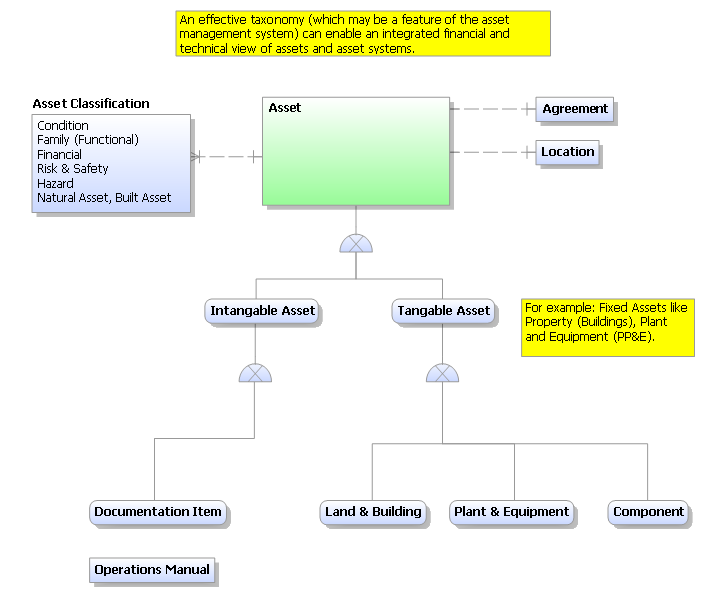 An effective taxonomy (which may be a feature of the asset
management system) can enable an integrated financial and
technical view of assets and asset systems.
Asset Classification
Condition
Family (Functional)
Financial
Risk & Safety
Hazard
Natural Asset, Built Asset
Asset
Agreement
Location
Intangable Asset
Tangable Asset
For example: Fixed Assets like
Property (Buildings), Plant
and Equipment (PP&E).
Documentation Item
Land & Building
Plant & Equipment
Component
Operations Manual